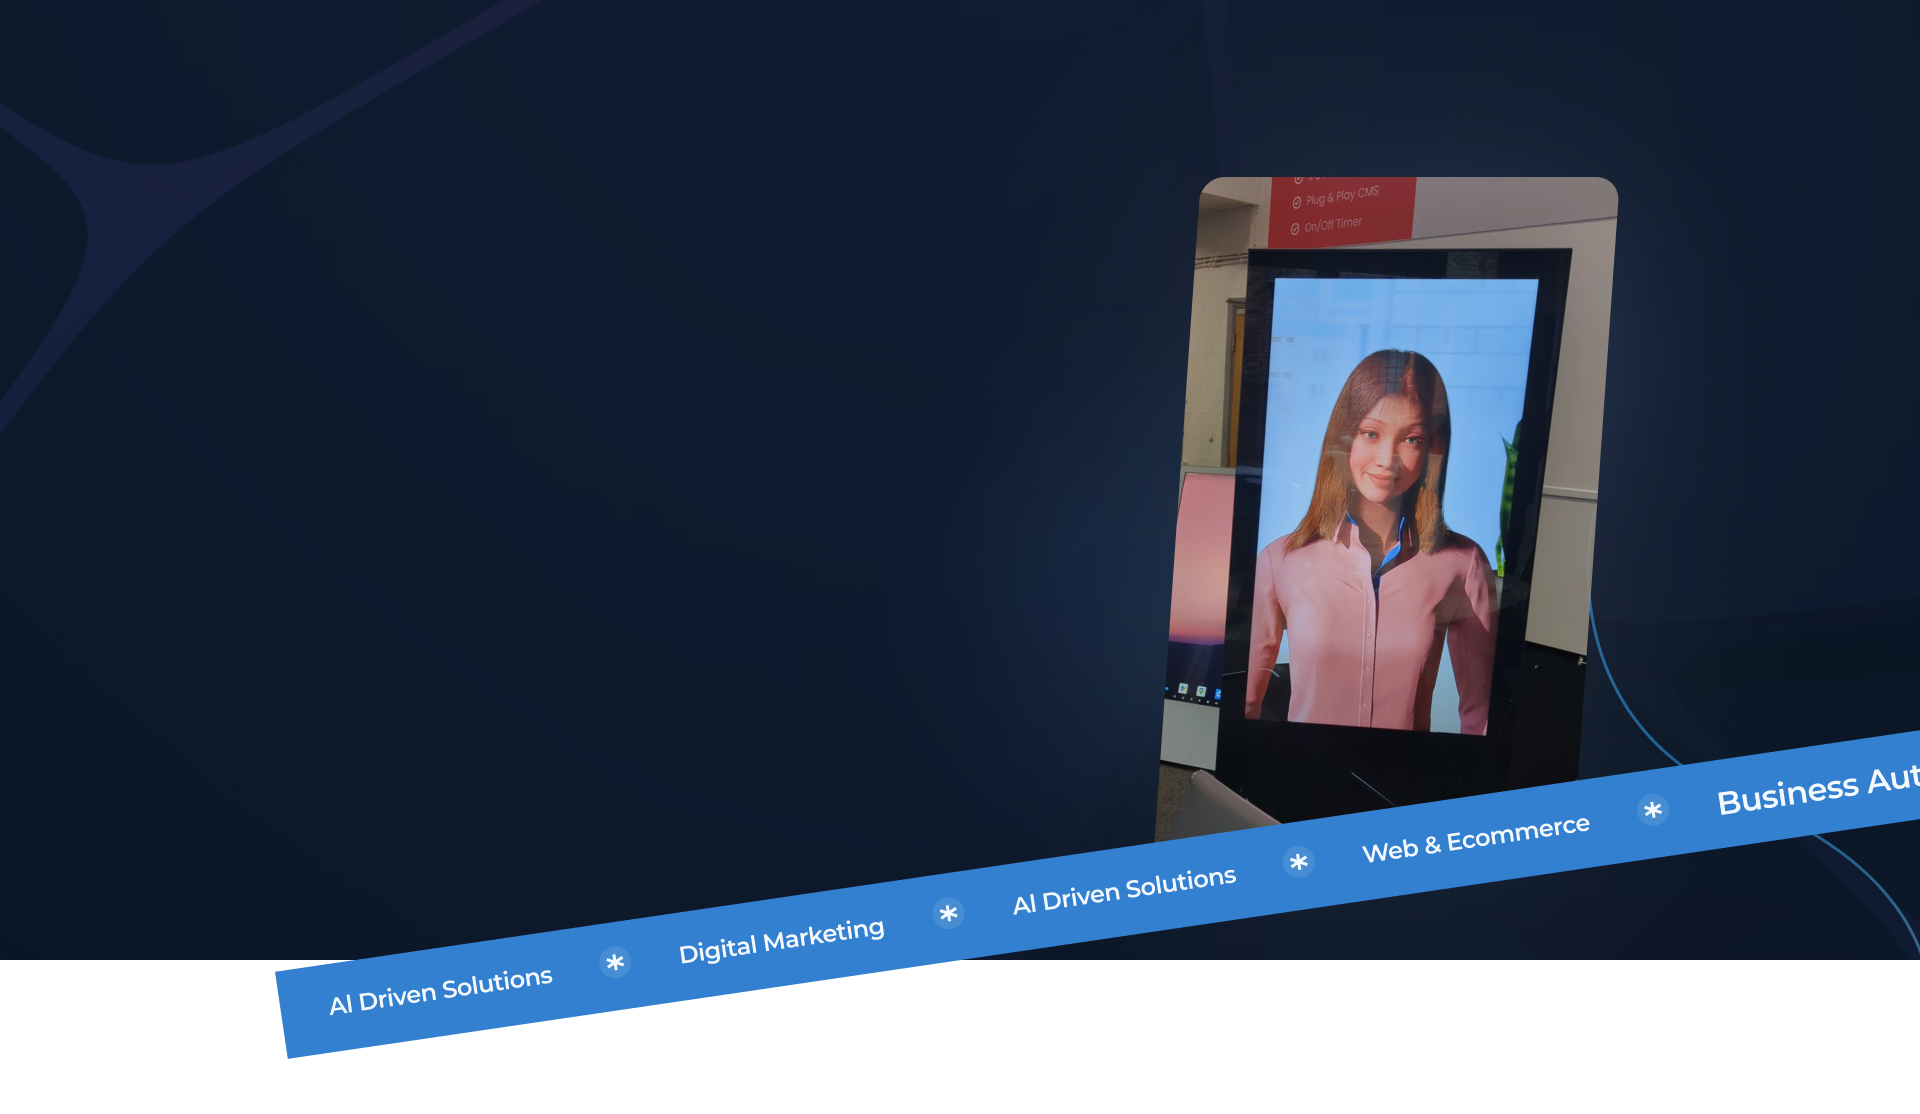 Plug & Play CMS
On/Off Timer
AI Driven Solutions
Digital Marketing
AI Driven Solutions
Web & Ecommerce
Business Aut